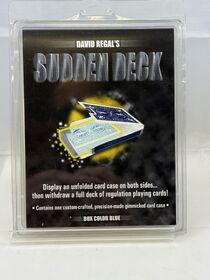 DAVID REGAL'S
SUDDEN DECK
Display an unfolded card case on both sides...
then withdraw a full deck of regulation playing cards!
• Contains one custom-crafted, precision-made gimmicked card case •
BOX COLOR BLUE